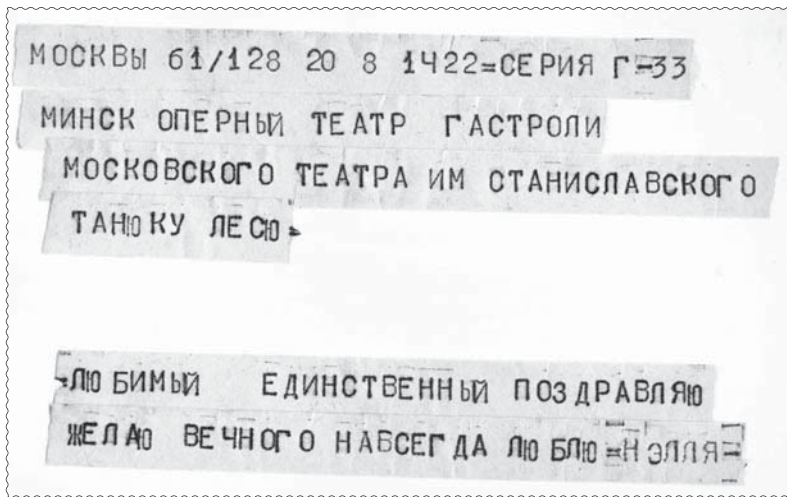 МОСКВЫ 61/128 20 8 1422=СЕРИЯ Г-33
МИНСК ОПЕРНЫЙ ТЕАТР ГАСТРОЛИ
МОСКОВСКОГО ТЕАТРА ИМ СТАНИСЛАВСКОГО
ТАНЮКУ ЛЕСЮ=
=ЛЮБИМЫЙ ЕДИНСТВЕННЫЙ ПОЗДРАВЛЯЮ
ЖЕЛАЮ ВЕЧНОГО НАВСЕГДА ЛЮБЛЮ=НЭЛЛЯ=